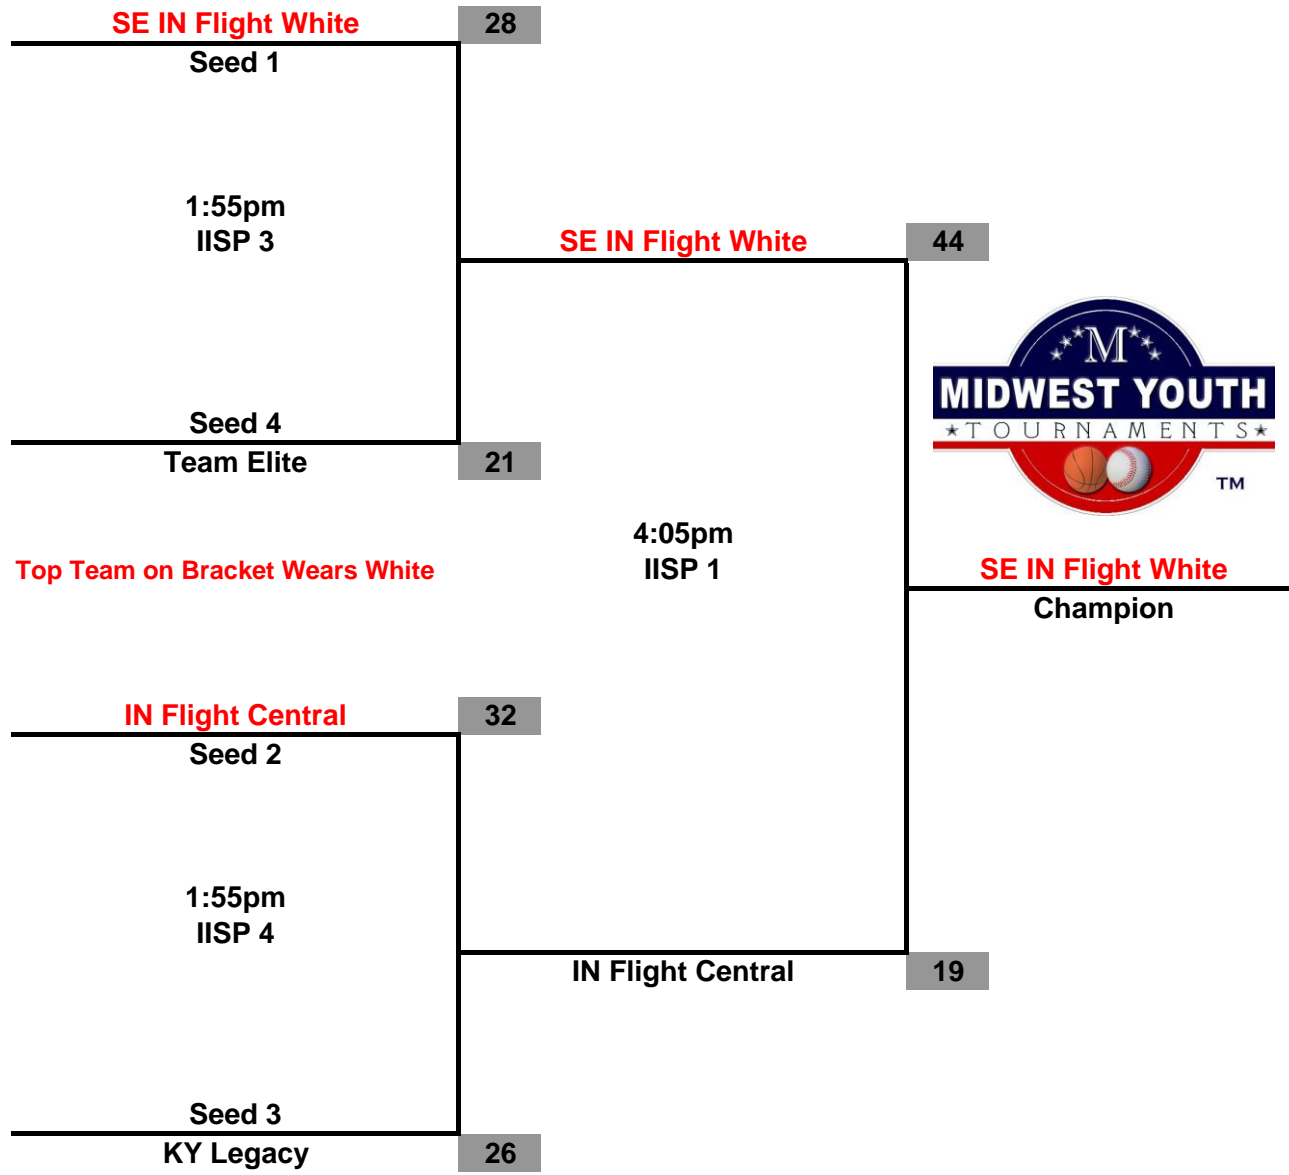 SE IN Flight White 28
Seed 1
1:55pm
IISP 3
SE IN Flight White 44
M
MIDWEST YOUTH
TOURNAMENTS
TM
Seed 4
Team Elite 21
4:05pm
IISP 1
Top Team on Bracket Wears White
SE IN Flight White
Champion
IN Flight Central 32
Seed 2
1:55pm
IISP 4
IN Flight Central 19
Seed 3
KY Legacy 26